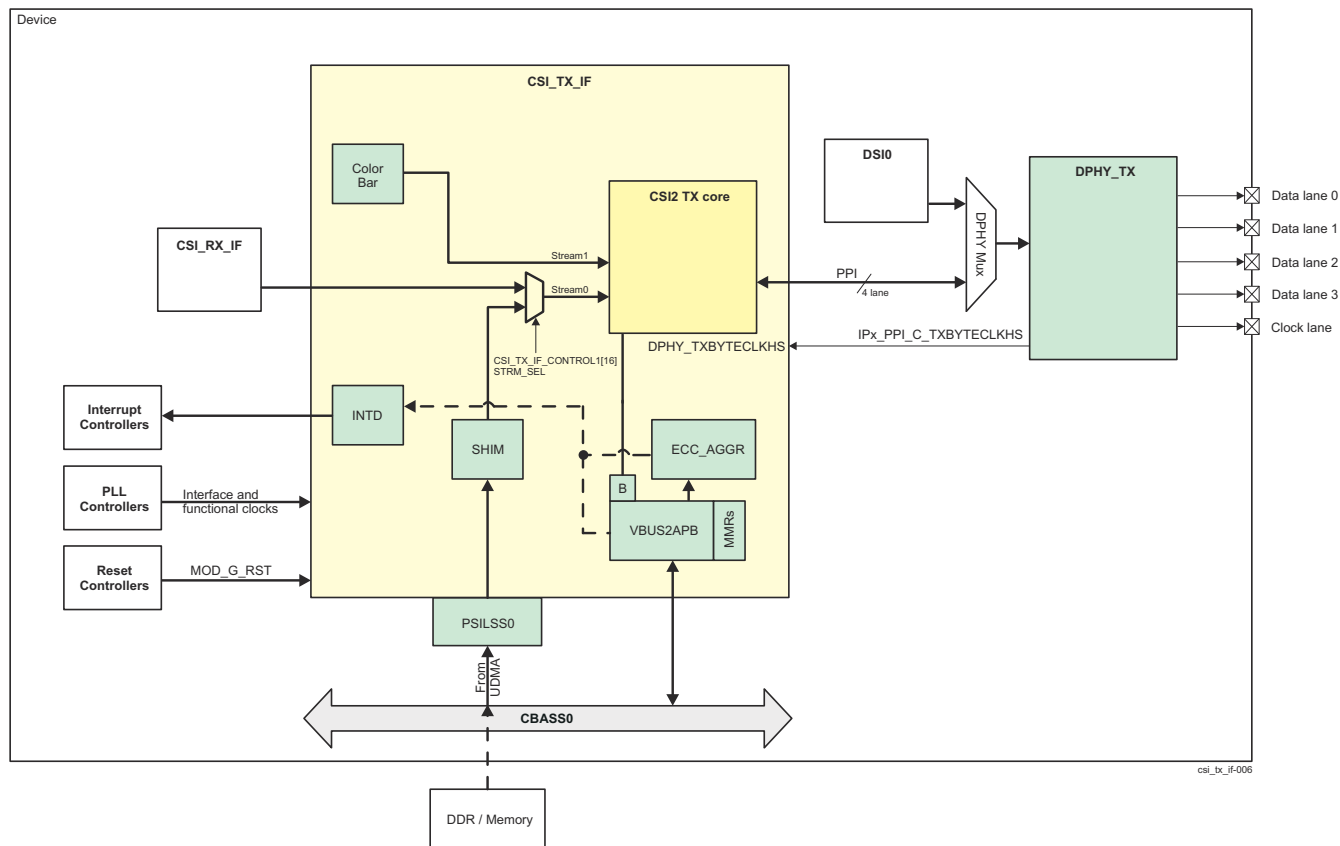 Device
CSI_TX_IF
Color
Bar
CSI2 TX core
DSI0
DPHY_TX
DPHY Mux
Data lane 0
Data lane 1
Data lane 2
Data lane 3
Clock lane
CSI_RX_IF
Stream1
Stream0
PPI
4 lane
CSI_TX_IF_CONTROL1[16]
STRM_SEL
DPHY_TXBYTECLKHS
IPx_PPI_C_TXBYTECLKHS
Interrupt
Controllers
INTD
SHIM
ECC_AGGR
PLL
Controllers
Interface and
functional clocks
B
VBUS2APB
MMRs
Reset
Controllers
MOD_G_RST
PSILSS0
From
UDMA
CBASS0
csi_tx_if-006
DDR / Memory